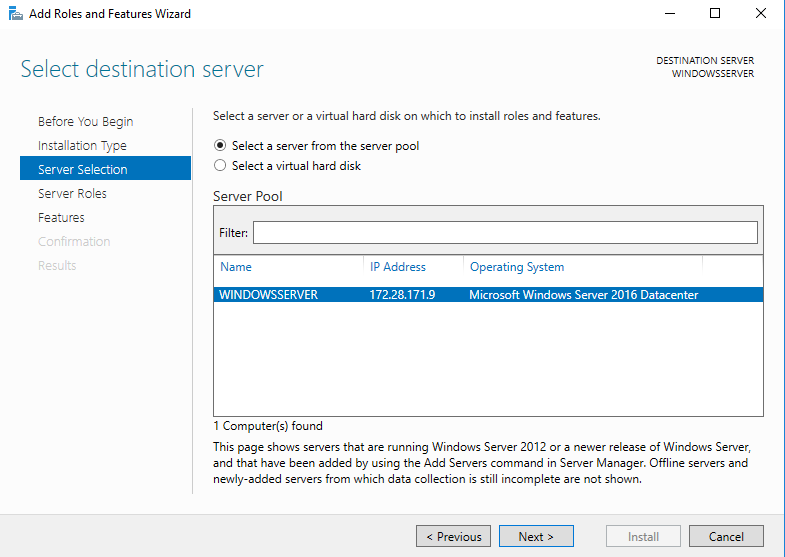 Add Roles and Features Wizard
Select destination server
DESTINATION SERVER
WINDOWSSERVER
Before You Begin
Installation Type
Server Selection
Server Roles
Features
Confirmation
Results
Select a server or a virtual hard disk on which to install roles and features.
Select a server from the server pool
Select a virtual hard disk
Server Pool
Filter:
Name IP Address Operating System
WINDOWSSERVER 172.28.171.9 Microsoft Windows Server 2016 Datacenter
1 Computer(s) found
This page shows servers that are running Windows Server 2012 or a newer release of Windows Server,
and that have been added by using the Add Servers command in Server Manager. Offline servers and
newly-added servers from which data collection is still incomplete are not shown.
< Previous Next > Install Cancel